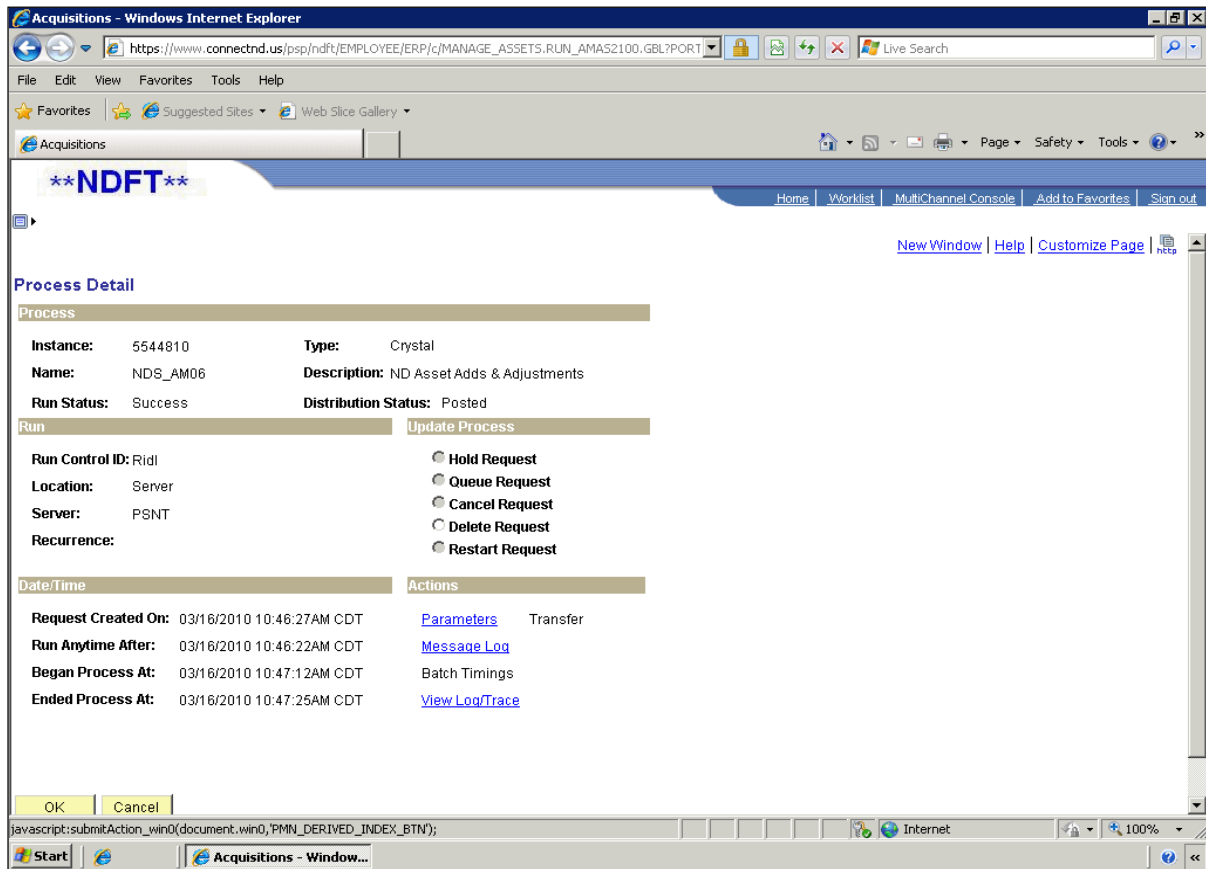 Acquisitions - Windows Internet Explorer
https://www.connectnd.us/psp/ndft/EMPLOYEE/ERP/c/MANAGE_ASSETS.RUN_AMAS2100.GBL?PORT
Live Search
File Edit View Favorites Tools Help
Favorites Suggested Sites Web Slice Gallery
Acquisitions Page Safety Tools »
**NDFT**
Home Worklist MultiChannel Console Add to Favorites Sign out
New Window | Help | Customize Page | http
Process Detail
Process
Instance: 5544810 Type: Crystal
Name: NDS_AM06 Description: ND Asset Adds & Adjustments
Run Status: Success Distribution Status: Posted
Run Update Process
Run Control ID: Ridl Hold Request
Location: Server Queue Request
Server: PSNT Cancel Request
Recurrence: Delete Request
Restart Request
Date/Time Actions
Request Created On: 03/16/2010 10:46:27AM CDT Parameters Transfer
Run Anytime After: 03/16/2010 10:46:22AM CDT Message Log
Began Process At: 03/16/2010 10:47:12AM CDT Batch Timings
Ended Process At: 03/16/2010 10:47:25AM CDT View Log/Trace
OK Cancel
javascript:submitAction_win0(document.win0,'PMN_DERIVED_INDEX_BTN'); Internet 100%
Start Acquisitions - Window... «